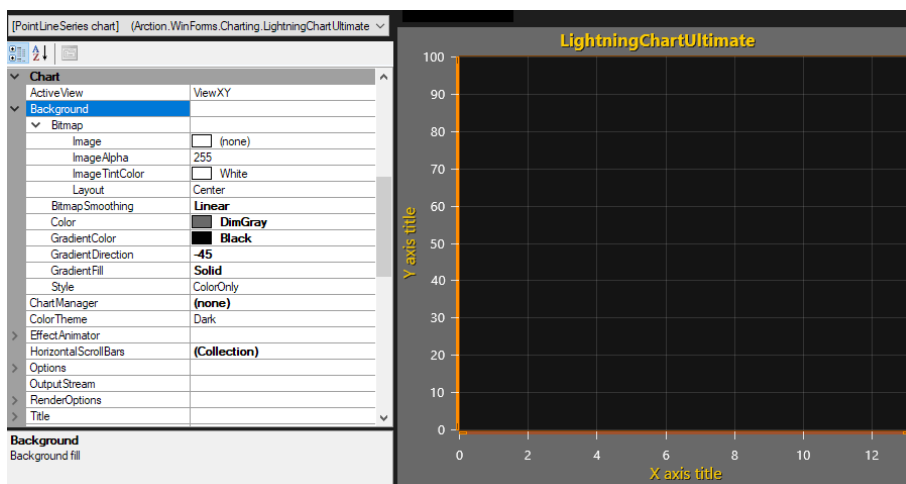 [PointLineSeries chart] (Arction.WinForms.Charting.LightningChartUltimate
Chart
ActiveView ViewXY
Background
Bitmap
Image (none)
ImageAlpha 255
ImageTintColor White
Layout Center
BitmapSmoothing Linear
Color DimGray
GradientColor Black
GradientDirection -45
GradientFill Solid
Style ColorOnly
ChartManager (none)
ColorTheme Dark
EffectAnimator
HorizontalScrollBars (Collection)
Options
OutputStream
RenderOptions
Title
Background
Background fill
LightningChartUltimate
100
90
80
70
60
50
40
30
20
10
0
Y axis title
0 2 4 6 8 10 12
X axis title